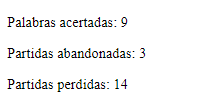 Palabras acertadas: 9
Partidas abandonadas: 3
Partidas perdidas: 14